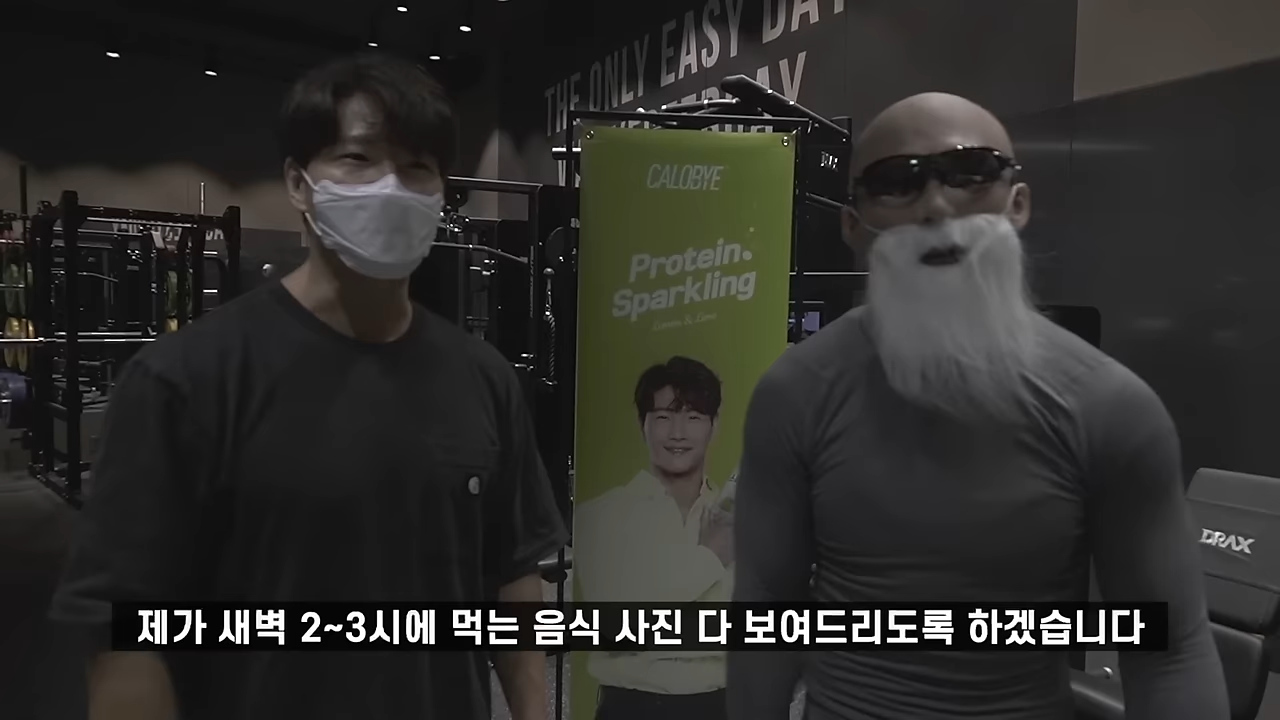 THE ONLY EASY DAY
CALOBYE
Protein.
Sparkling
DRAX
제가 새벽 2~3시에 먹는 음식 사진 다 보여드리도록 하겠습니다